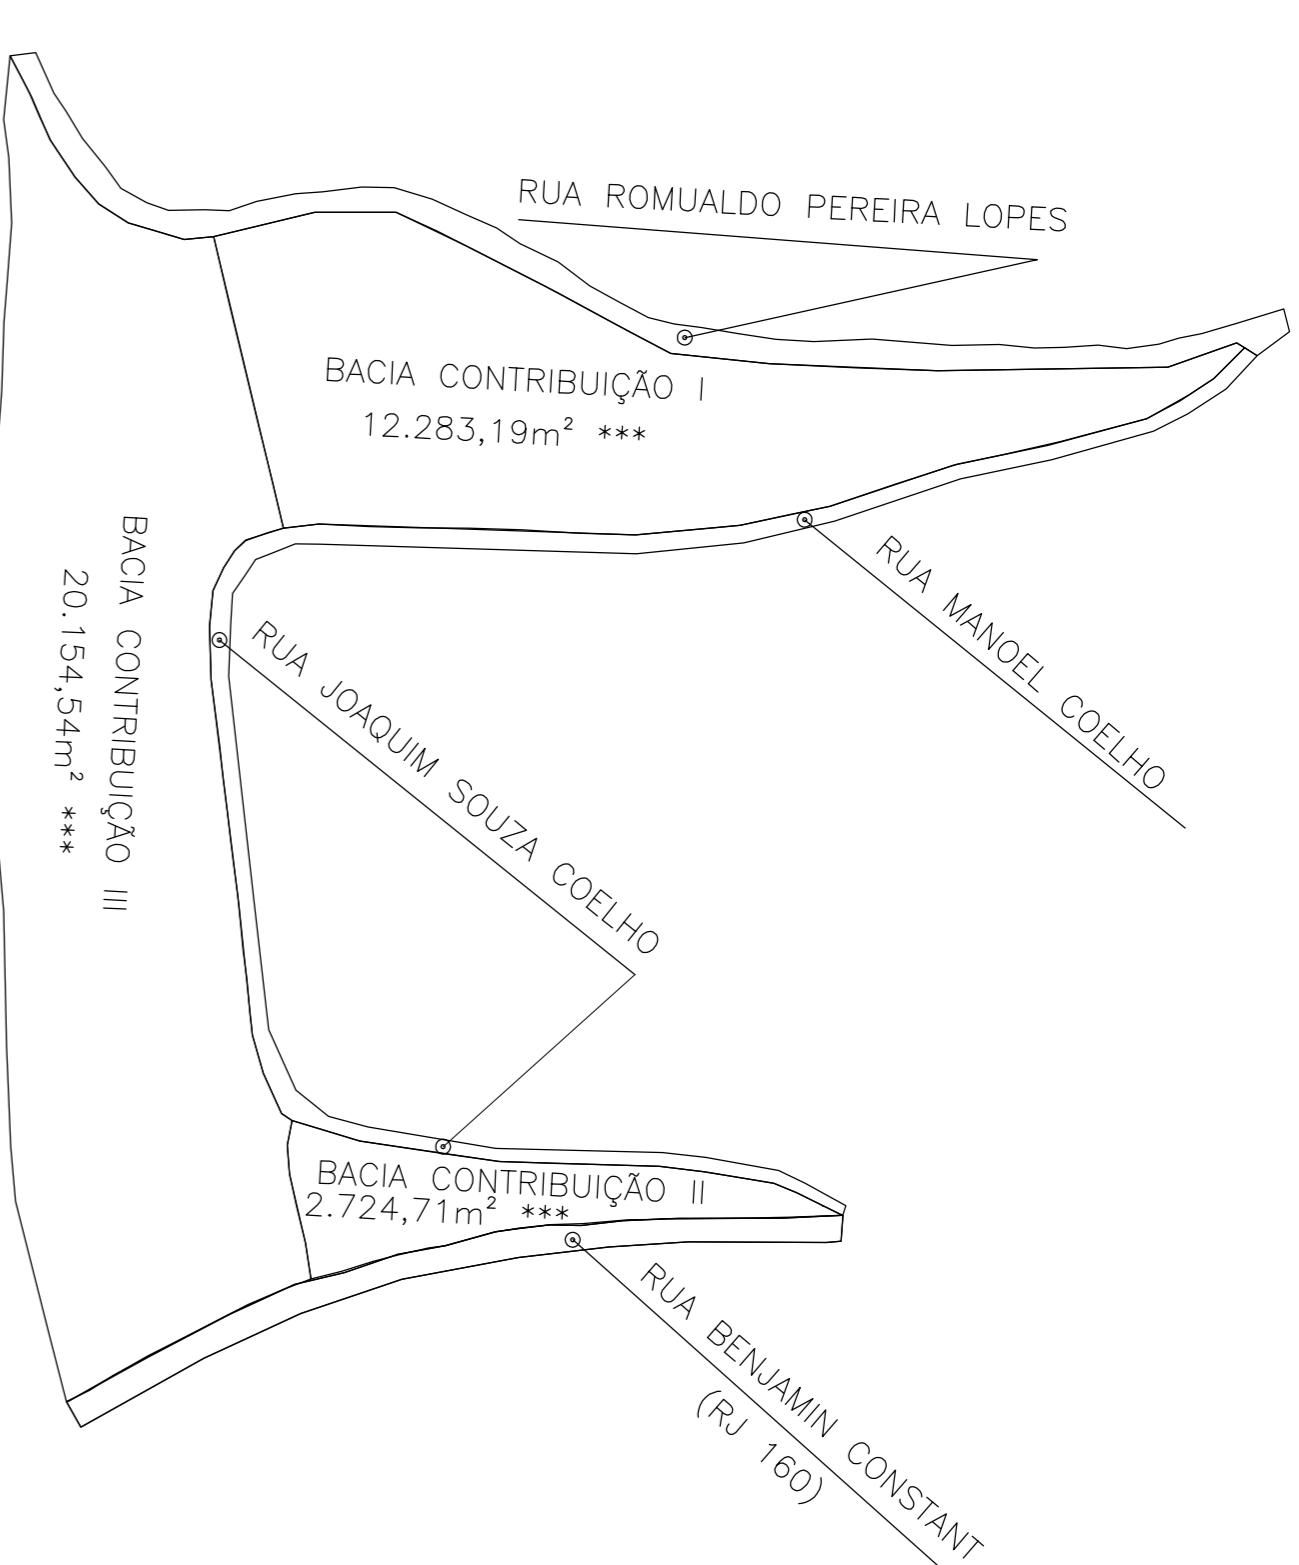 RUA ROMUALDO PEREIRA LOPES
BACIA CONTRIBUIÇÃO I
12.283,19m² ***
RUA MANOEL COELHO
BACIA CONTRIBUIÇÃO III
20.154,54m² ***
RUA JOAQUIM SOUZA COELHO
BACIA CONTRIBUIÇÃO II
2.724,71m² ***
RUA BENJAMIN CONSTANT
(RJ 160)